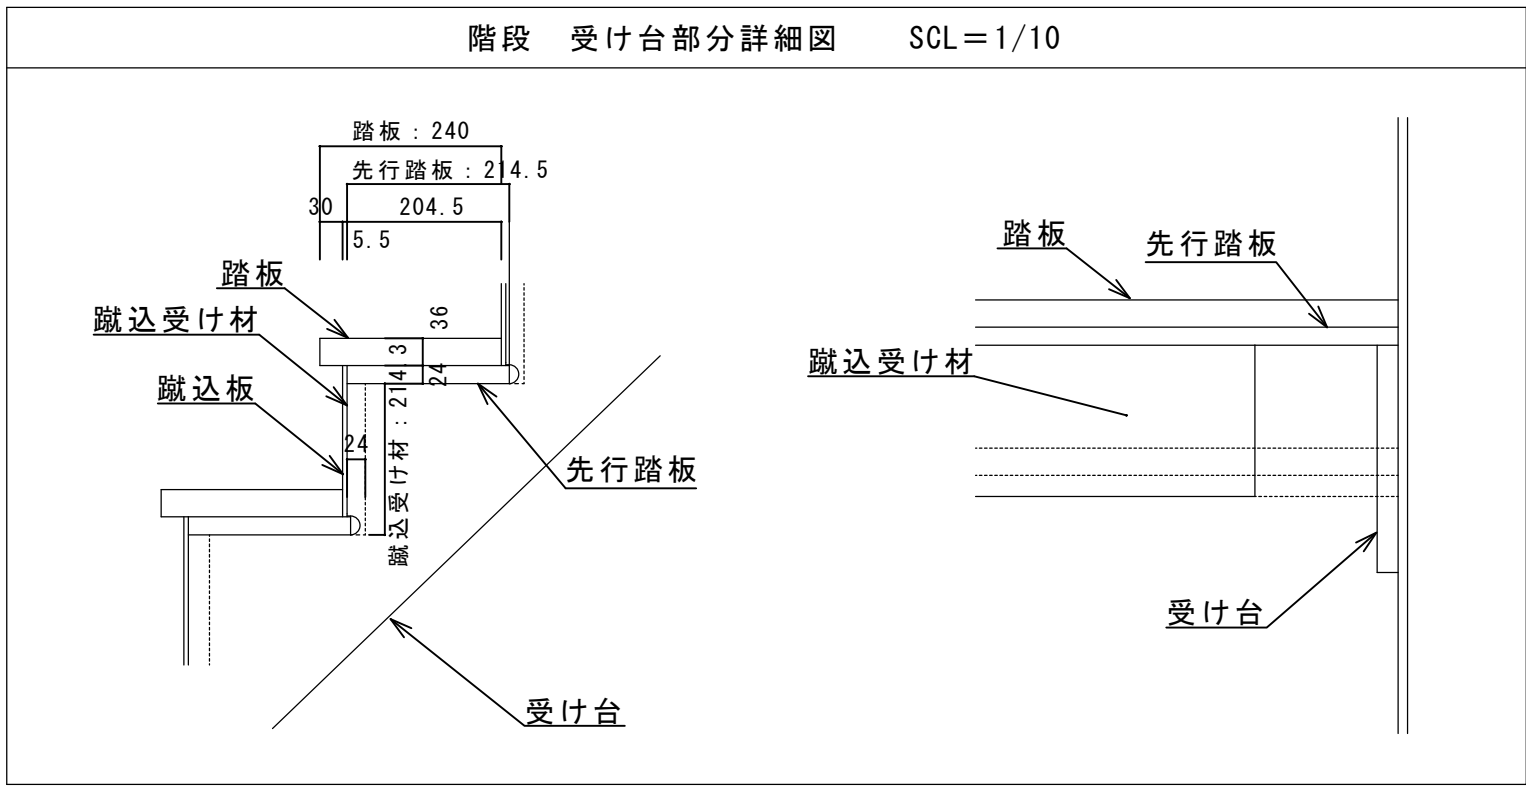 階段　受け台部分詳細図　　SCL＝1/10
踏板：240
先行踏板：214.5
30
204.5
5.5
踏板
蹴込受け材
蹴込板
36
24
24
蹴込受け材：214.3
先行踏板
受け台
踏板
先行踏板
蹴込受け材
受け台